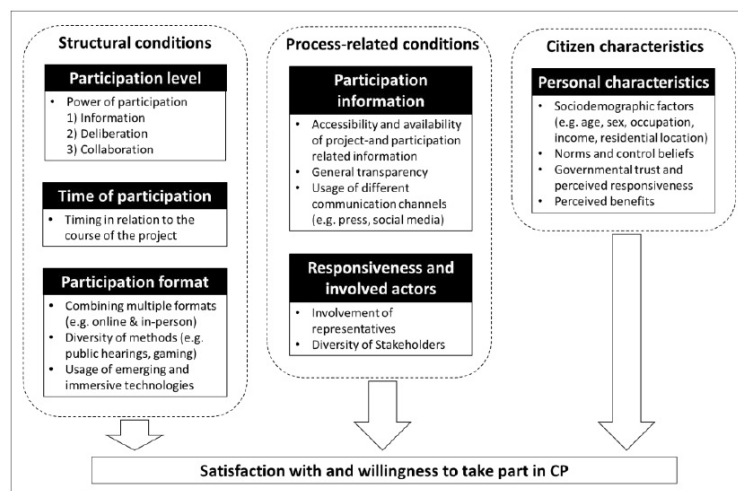 Structural conditions
Participation level
• Power of participation
1) Information
2) Deliberation
3) Collaboration
Time of participation
• Timing in relation to the
course of the project
Participation format
• Combining multiple formats
(e.g. online & in-person)
• Diversity of methods (e.g.
public hearings, gaming)
• Usage of emerging and
immersive technologies
Process-related conditions
Participation
information
• Accessibility and availability
of project-and participation
related information
• General transparency
• Usage of different
communication channels
(e.g. press, social media)
Responsiveness and
involved actors
• Involvement of
representatives
• Diversity of Stakeholders
Citizen characteristics
Personal characteristics
• Sociodemographic factors
(e.g. age, sex, occupation,
income, residential location)
• Norms and control beliefs
• Governmental trust and
perceived responsiveness
• Perceived benefits
Satisfaction with and willingness to take part in CP